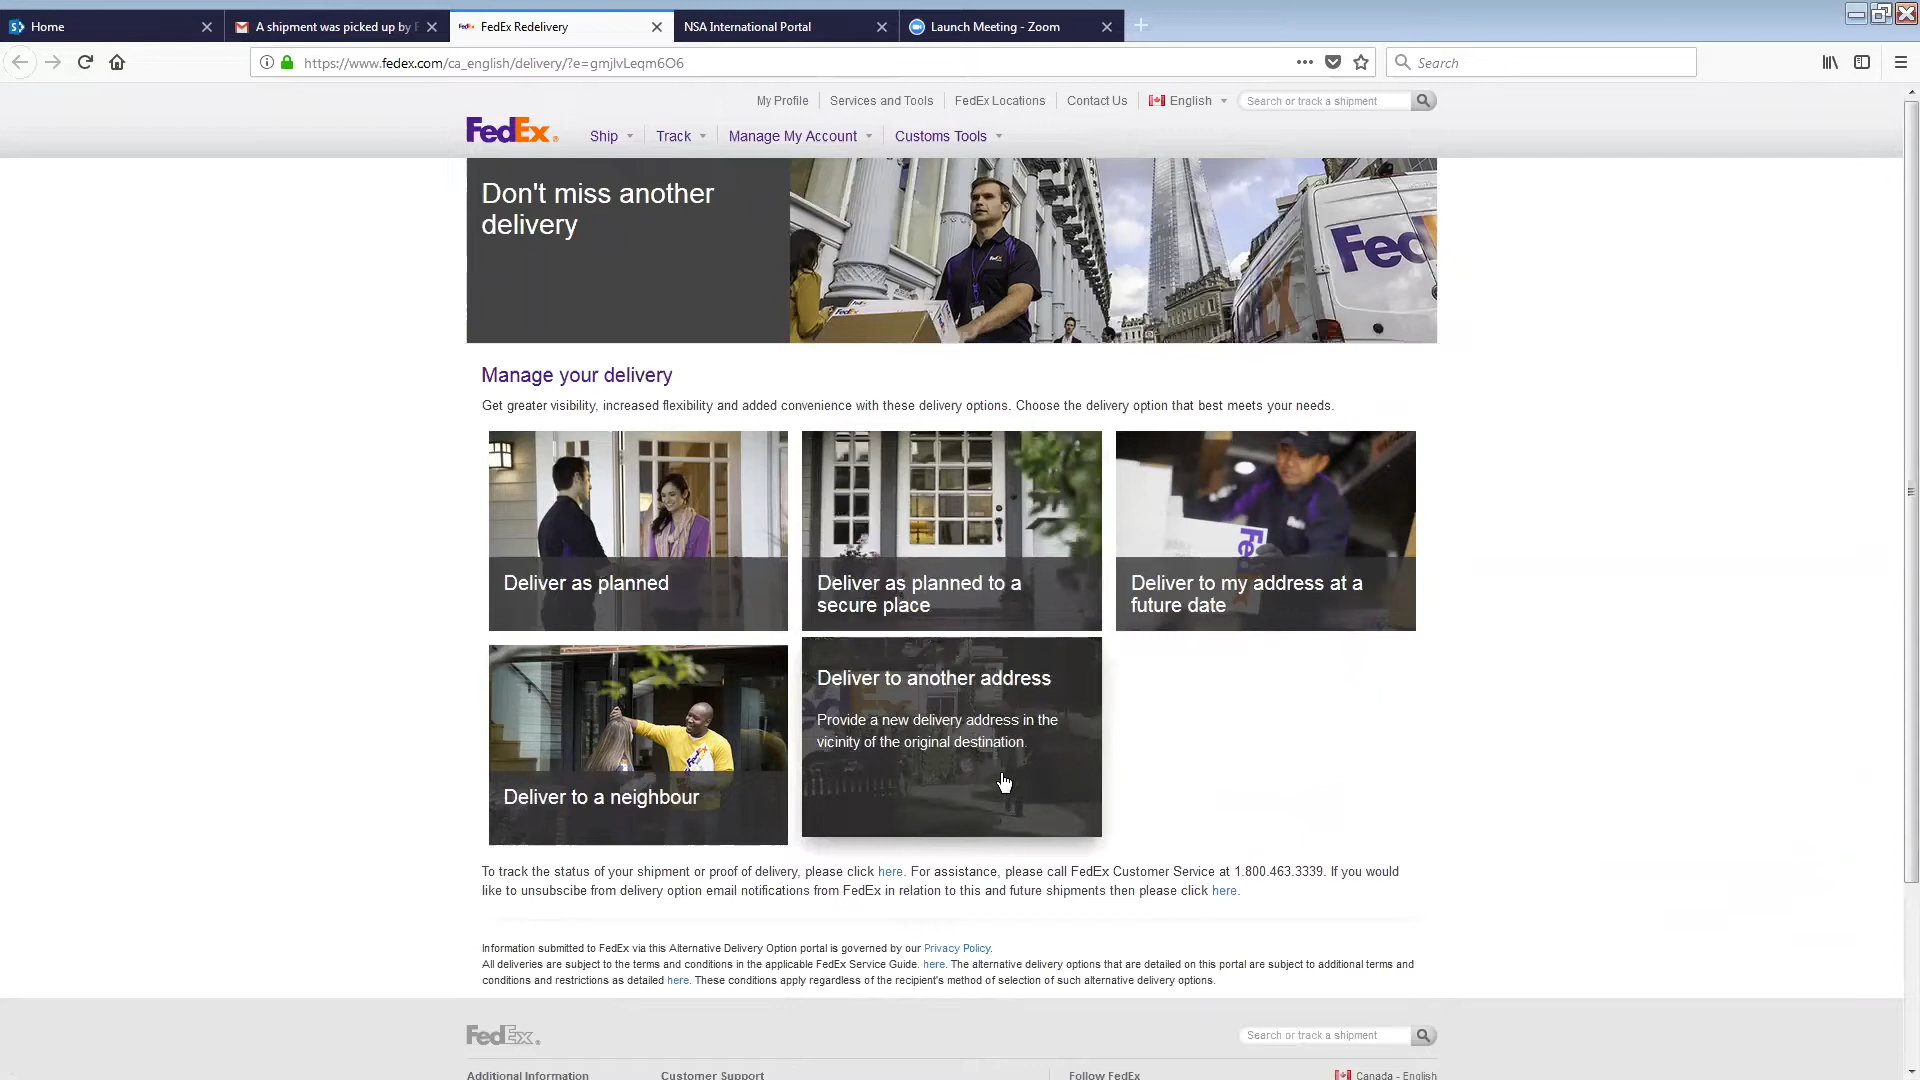 Home
A shipment was picked up by F
FedEx Redelivery
NSA International Portal
Launch Meeting - Zoom
https://www.fedex.com/ca_english/delivery/?e=gmjlvLeqm6O6
Search
My Profile
Services and Tools
FedEx Locations
Contact Us
English
Search or track a shipment
FedEx
Ship
Track
Manage My Account
Customs Tools
Don't miss another
delivery
Manage your delivery
Get greater visibility, increased flexibility and added convenience with these delivery options. Choose the delivery option that best meets your needs.
Deliver as planned
Deliver as planned to a
secure place
Deliver to my address at a
future date
Deliver to a neighbour
Deliver to another address
Provide a new delivery address in the
vicinity of the original destination.
To track the status of your shipment or proof of delivery, please click here. For assistance, please call FedEx Customer Service at 1.800.463.3339. If you would
like to unsubscibe from delivery option email notifications from FedEx in relation to this and future shipments then please click here.
Information submitted to FedEx via this Alternative Delivery Option portal is governed by our Privacy Policy.
All deliveries are subject to the terms and conditions in the applicable FedEx Service Guide. here. The alternative delivery options that are detailed on this portal are subject to additional terms and
conditions and restrictions as detailed here. These conditions apply regardless of the recipient's method of selection of such alternative delivery options.
FedEx
Search or track a shipment
Additional Information
Customer Support
Follow FedEx
Canada - English